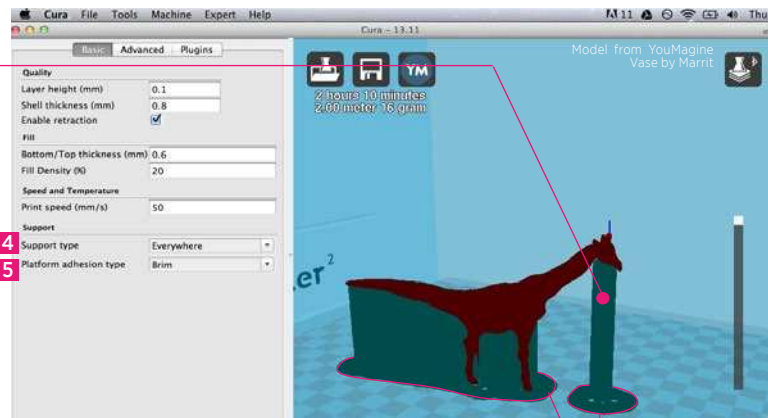 Cura File Tools Machine Expert Help
11 Thu
Cura - 13.11
Basic Advanced Plugins
Quality
Layer height (mm) 0.1
Shell thickness (mm) 0.8
Enable retraction
Fill
Bottom/Top thickness (mm) 0.6
Fill Density (%) 20
Speed and Temperature
Print speed (mm/s) 50
Support
4 Support type Everywhere
5 Platform adhesion type Brim
YM
2 hours 10 minutes
2.00 meter 16 gram
Model from YouMagine
Vase by Marrit
er²